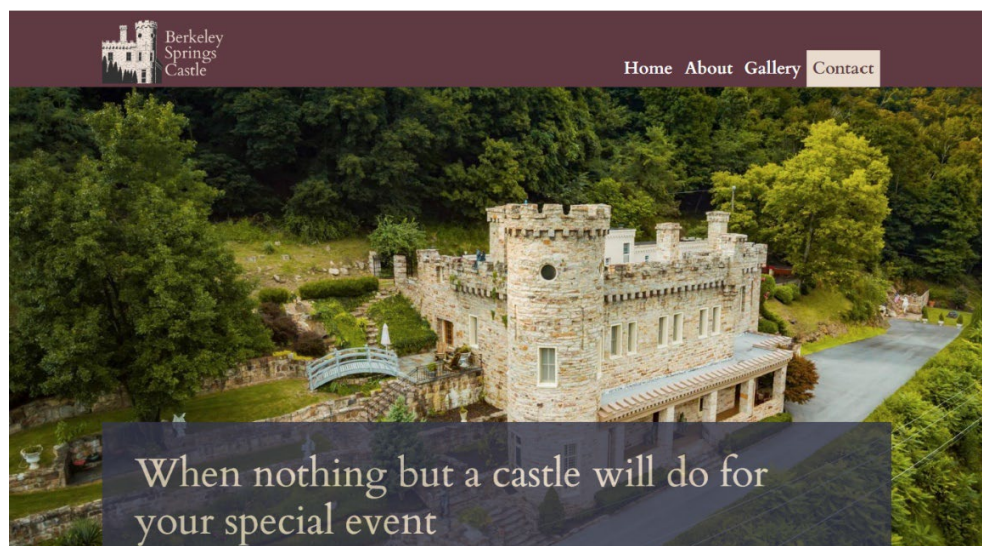 Berkeley
Springs
Castle
Home About Gallery Contact
When nothing but a castle will do for
your special event